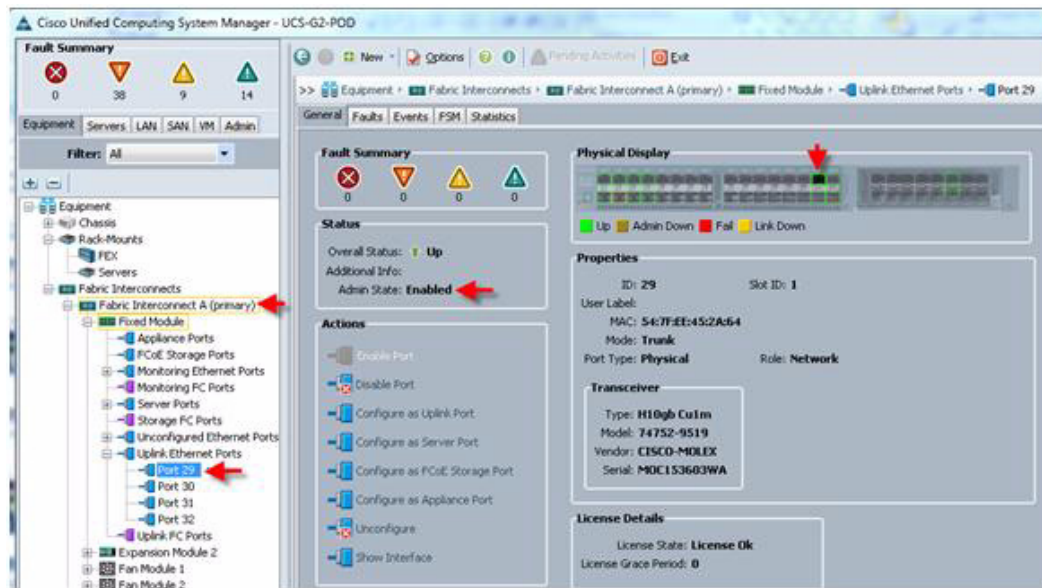 Cisco Unified Computing System Manager - UCS-G2-POD
Fault Summary
0 38 9 14
Equipment Servers LAN SAN VM Admin
Filter: All
Equipment
Chassis
Rack-Mounts
FEX
Servers
Fabric Interconnects
Fabric Interconnect A (primary)
Fixed Module
Appliance Ports
FCoE Storage Ports
Monitoring Ethernet Ports
Monitoring FC Ports
Server Ports
Storage FC Ports
Unconfigured Ethernet Ports
Uplink Ethernet Ports
Port 29
Port 30
Port 31
Port 32
Uplink FC Ports
Expansion Module 2
Fan Module 1
Fan Module 2
New Options Pending Activities Exit
>> Equipment Fabric Interconnects Fabric Interconnect A (primary) Fixed Module Uplink Ethernet Ports Port 29
General Faults Events FSM Statistics
Fault Summary
0 0 0 0
Status
Overall Status: Up
Additional Info:
Admin State: Enabled
Actions
Enable Port
Disable Port
Configure as Uplink Port
Configure as Server Port
Configure as FCoE Storage Port
Configure as Appliance Port
Unconfigure
Show Interface
Physical Display
Up Admin Down Fail Link Down
Properties
ID: 29 Slot ID: 1
User Label:
MAC: 54:7F:EE:45:2A:64
Mode: Trunk
Port Type: Physical Role: Network
Transceiver
Type: H10gb Cu1m
Model: 74752-9519
Vendor: CISCO-MOLEX
Serial: MOC153603WA
License Details
License State: License Ok
License Grace Period: 0